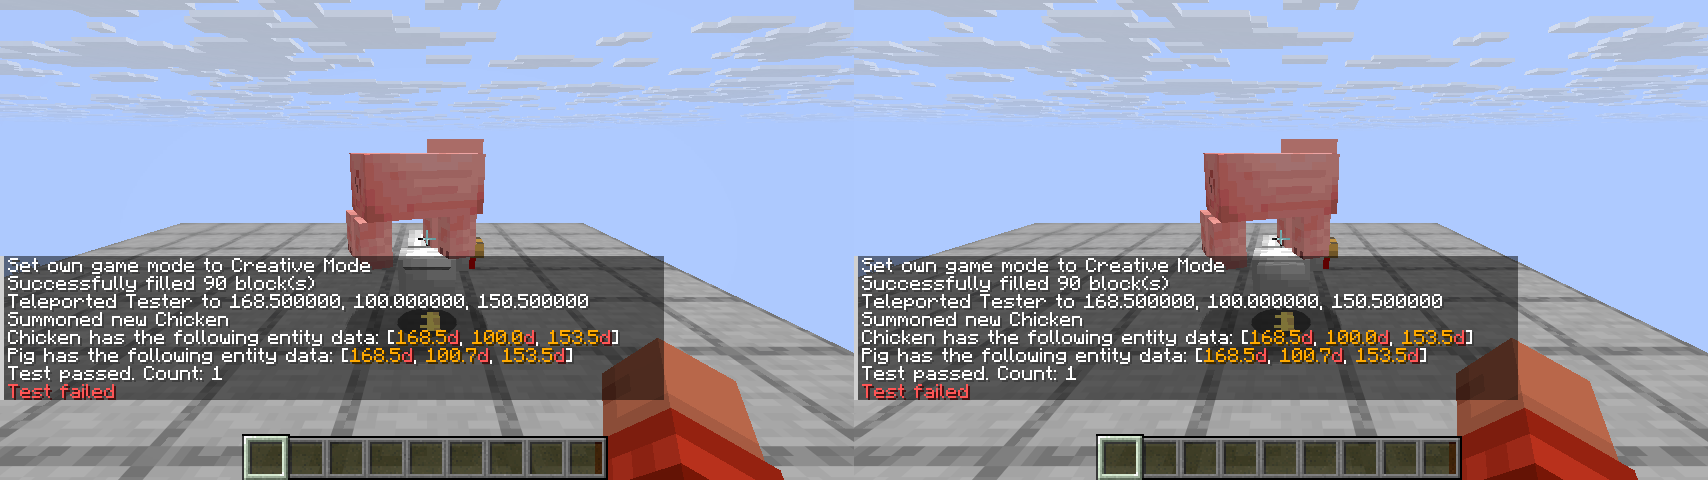 Set own game mode to Creative Mode
Successfully filled 90 block(s)
Teleported Tester to 168.500000, 100.000000, 150.500000
Summoned new Chicken
Chicken has the following entity data: [168.5d, 100.0d, 153.5d]
Pig has the following entity data: [168.5d, 100.7d, 153.5d]
Test passed. Count: 1
Test failed
Set own game mode to Creative Mode
Successfully filled 90 block(s)
Teleported Tester to 168.500000, 100.000000, 150.500000
Summoned new Chicken
Chicken has the following entity data: [168.5d, 100.0d, 153.5d]
Pig has the following entity data: [168.5d, 100.7d, 153.5d]
Test passed. Count: 1
Test failed